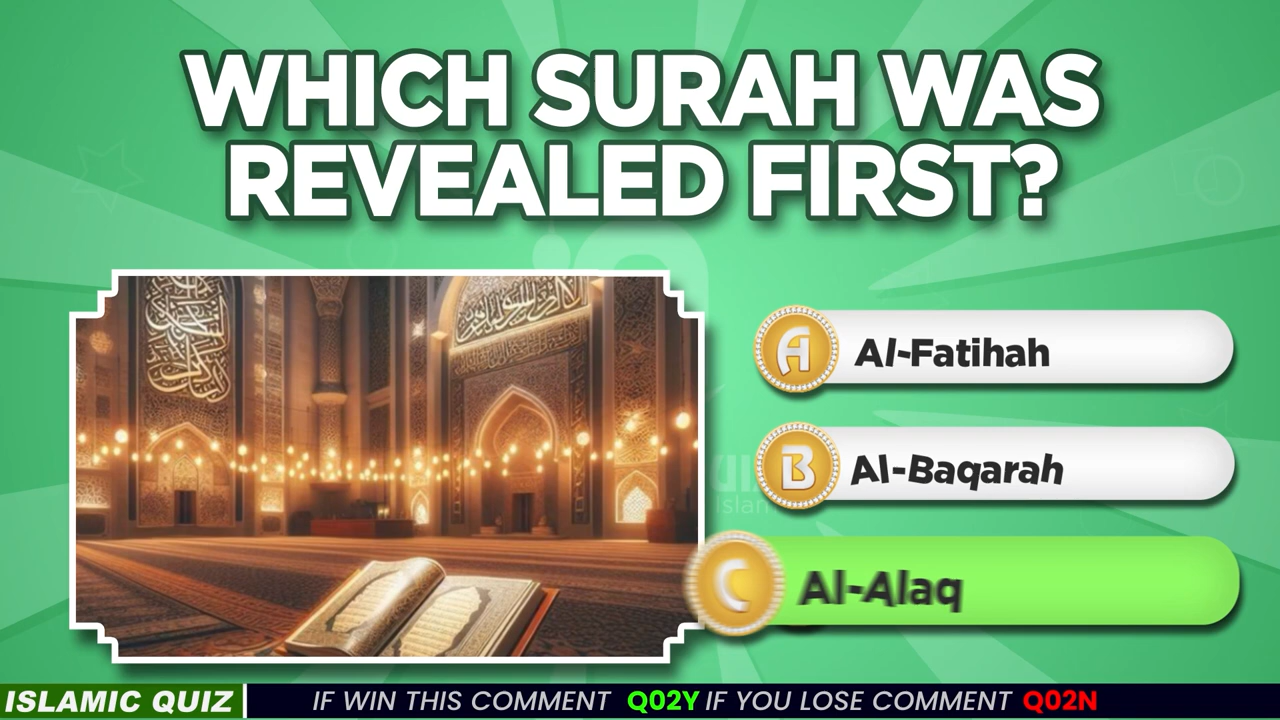 WHICH SURAH WAS
REVEALED FIRST?
A Al-Fatihah
B Al-Baqarah
C Al-Alaq
ISLAMIC QUIZ
IF WIN THIS COMMENT Q02Y IF YOU LOSE COMMENT Q02N